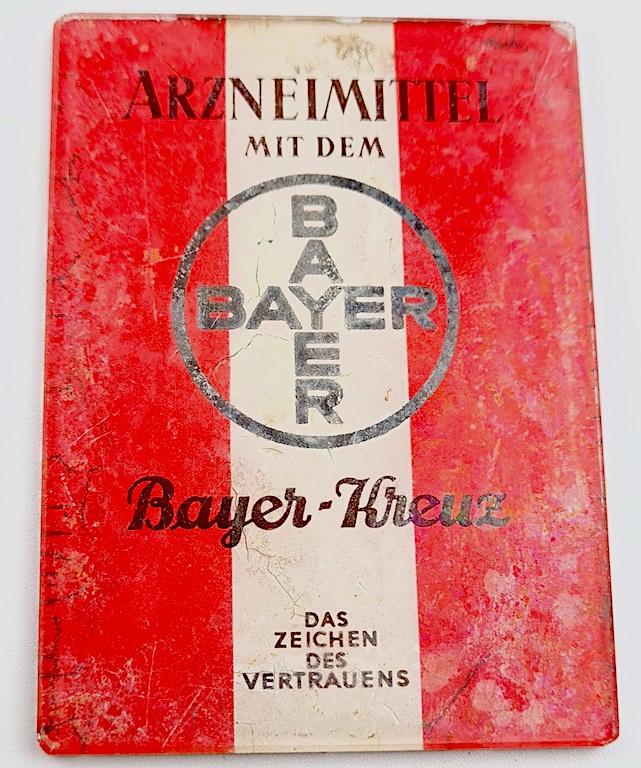 ARZNEIMITTEL
MIT DEM
BAYER
BAYER
Bayer-Kreuz
DAS
ZEICHEN
DES
VERTRAUENS